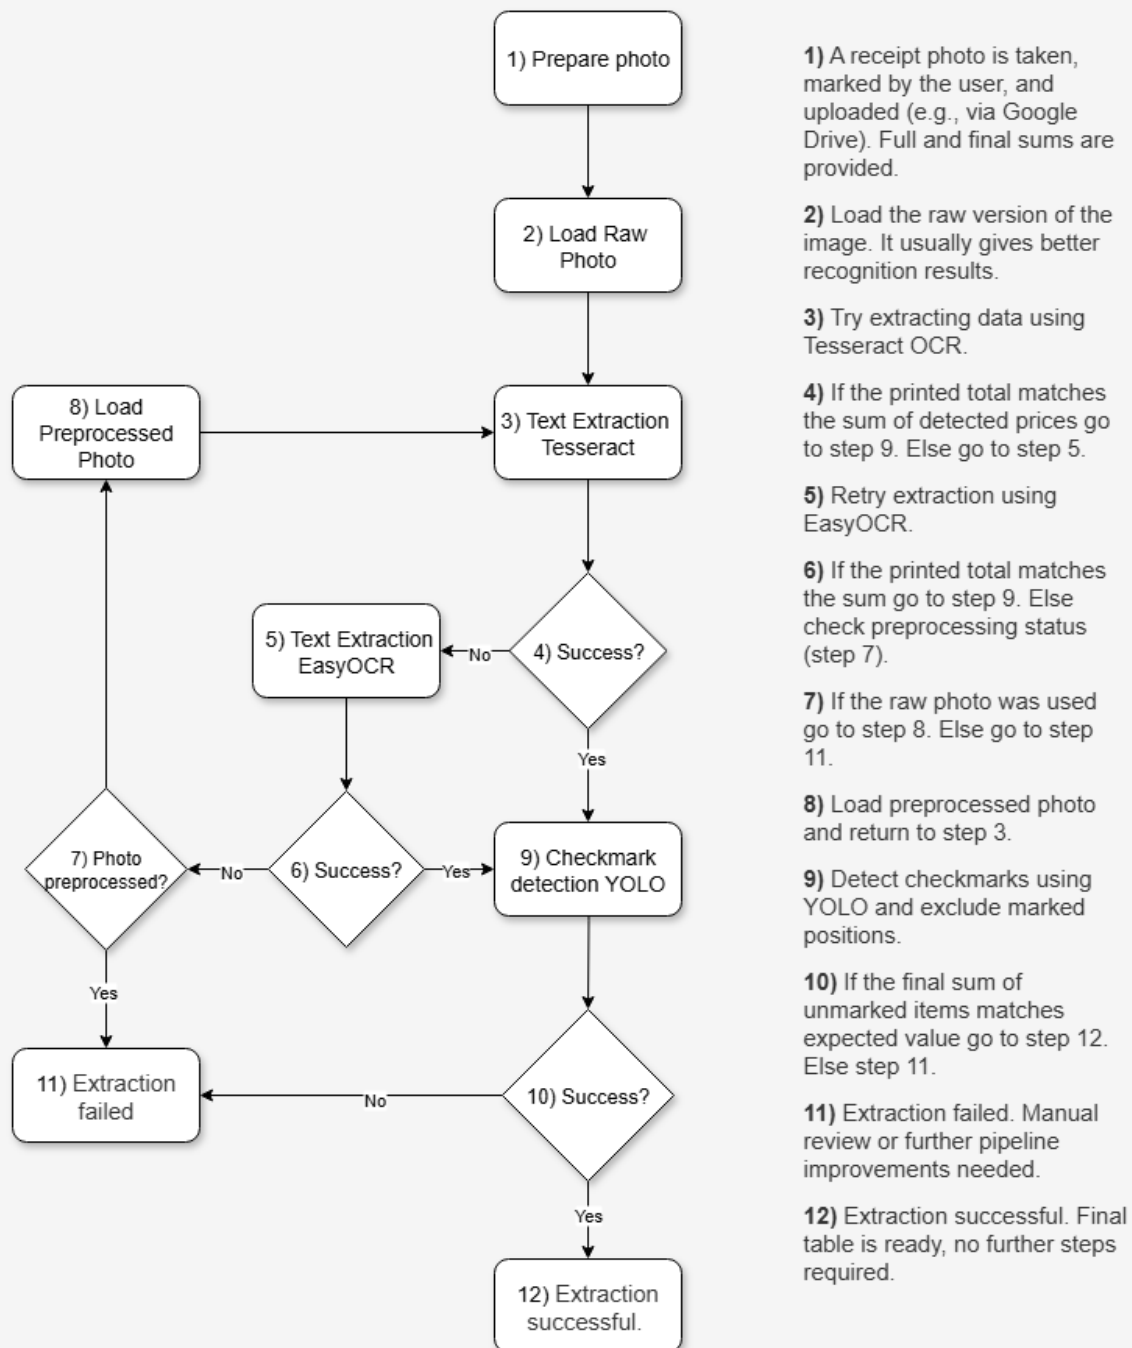 1) Prepare photo
2) Load Raw
Photo
8) Load
Preprocessed
Photo
3) Text Extraction
Tesseract
5) Text Extraction
EasyOCR
No
4) Success?
Yes
7) Photo
preprocessed?
No
6) Success?
Yes
9) Checkmark
detection YOLO
Yes
11) Extraction
failed
No
10) Success?
Yes
12) Extraction
successful.
1) A receipt photo is taken,
marked by the user, and
uploaded (e.g., via Google
Drive). Full and final sums are
provided.
2) Load the raw version of the
image. It usually gives better
recognition results.
3) Try extracting data using
Tesseract OCR.
4) If the printed total matches
the sum of detected prices go
to step 9. Else go to step 5.
5) Retry extraction using
EasyOCR.
6) If the printed total matches
the sum go to step 9. Else
check preprocessing status
(step 7).
7) If the raw photo was used
go to step 8. Else go to step
11.
8) Load preprocessed photo
and return to step 3.
9) Detect checkmarks using
YOLO and exclude marked
positions.
10) If the final sum of
unmarked items matches
expected value go to step 12.
Else step 11.
11) Extraction failed. Manual
review or further pipeline
improvements needed.
12) Extraction successful. Final
table is ready, no further steps
required.